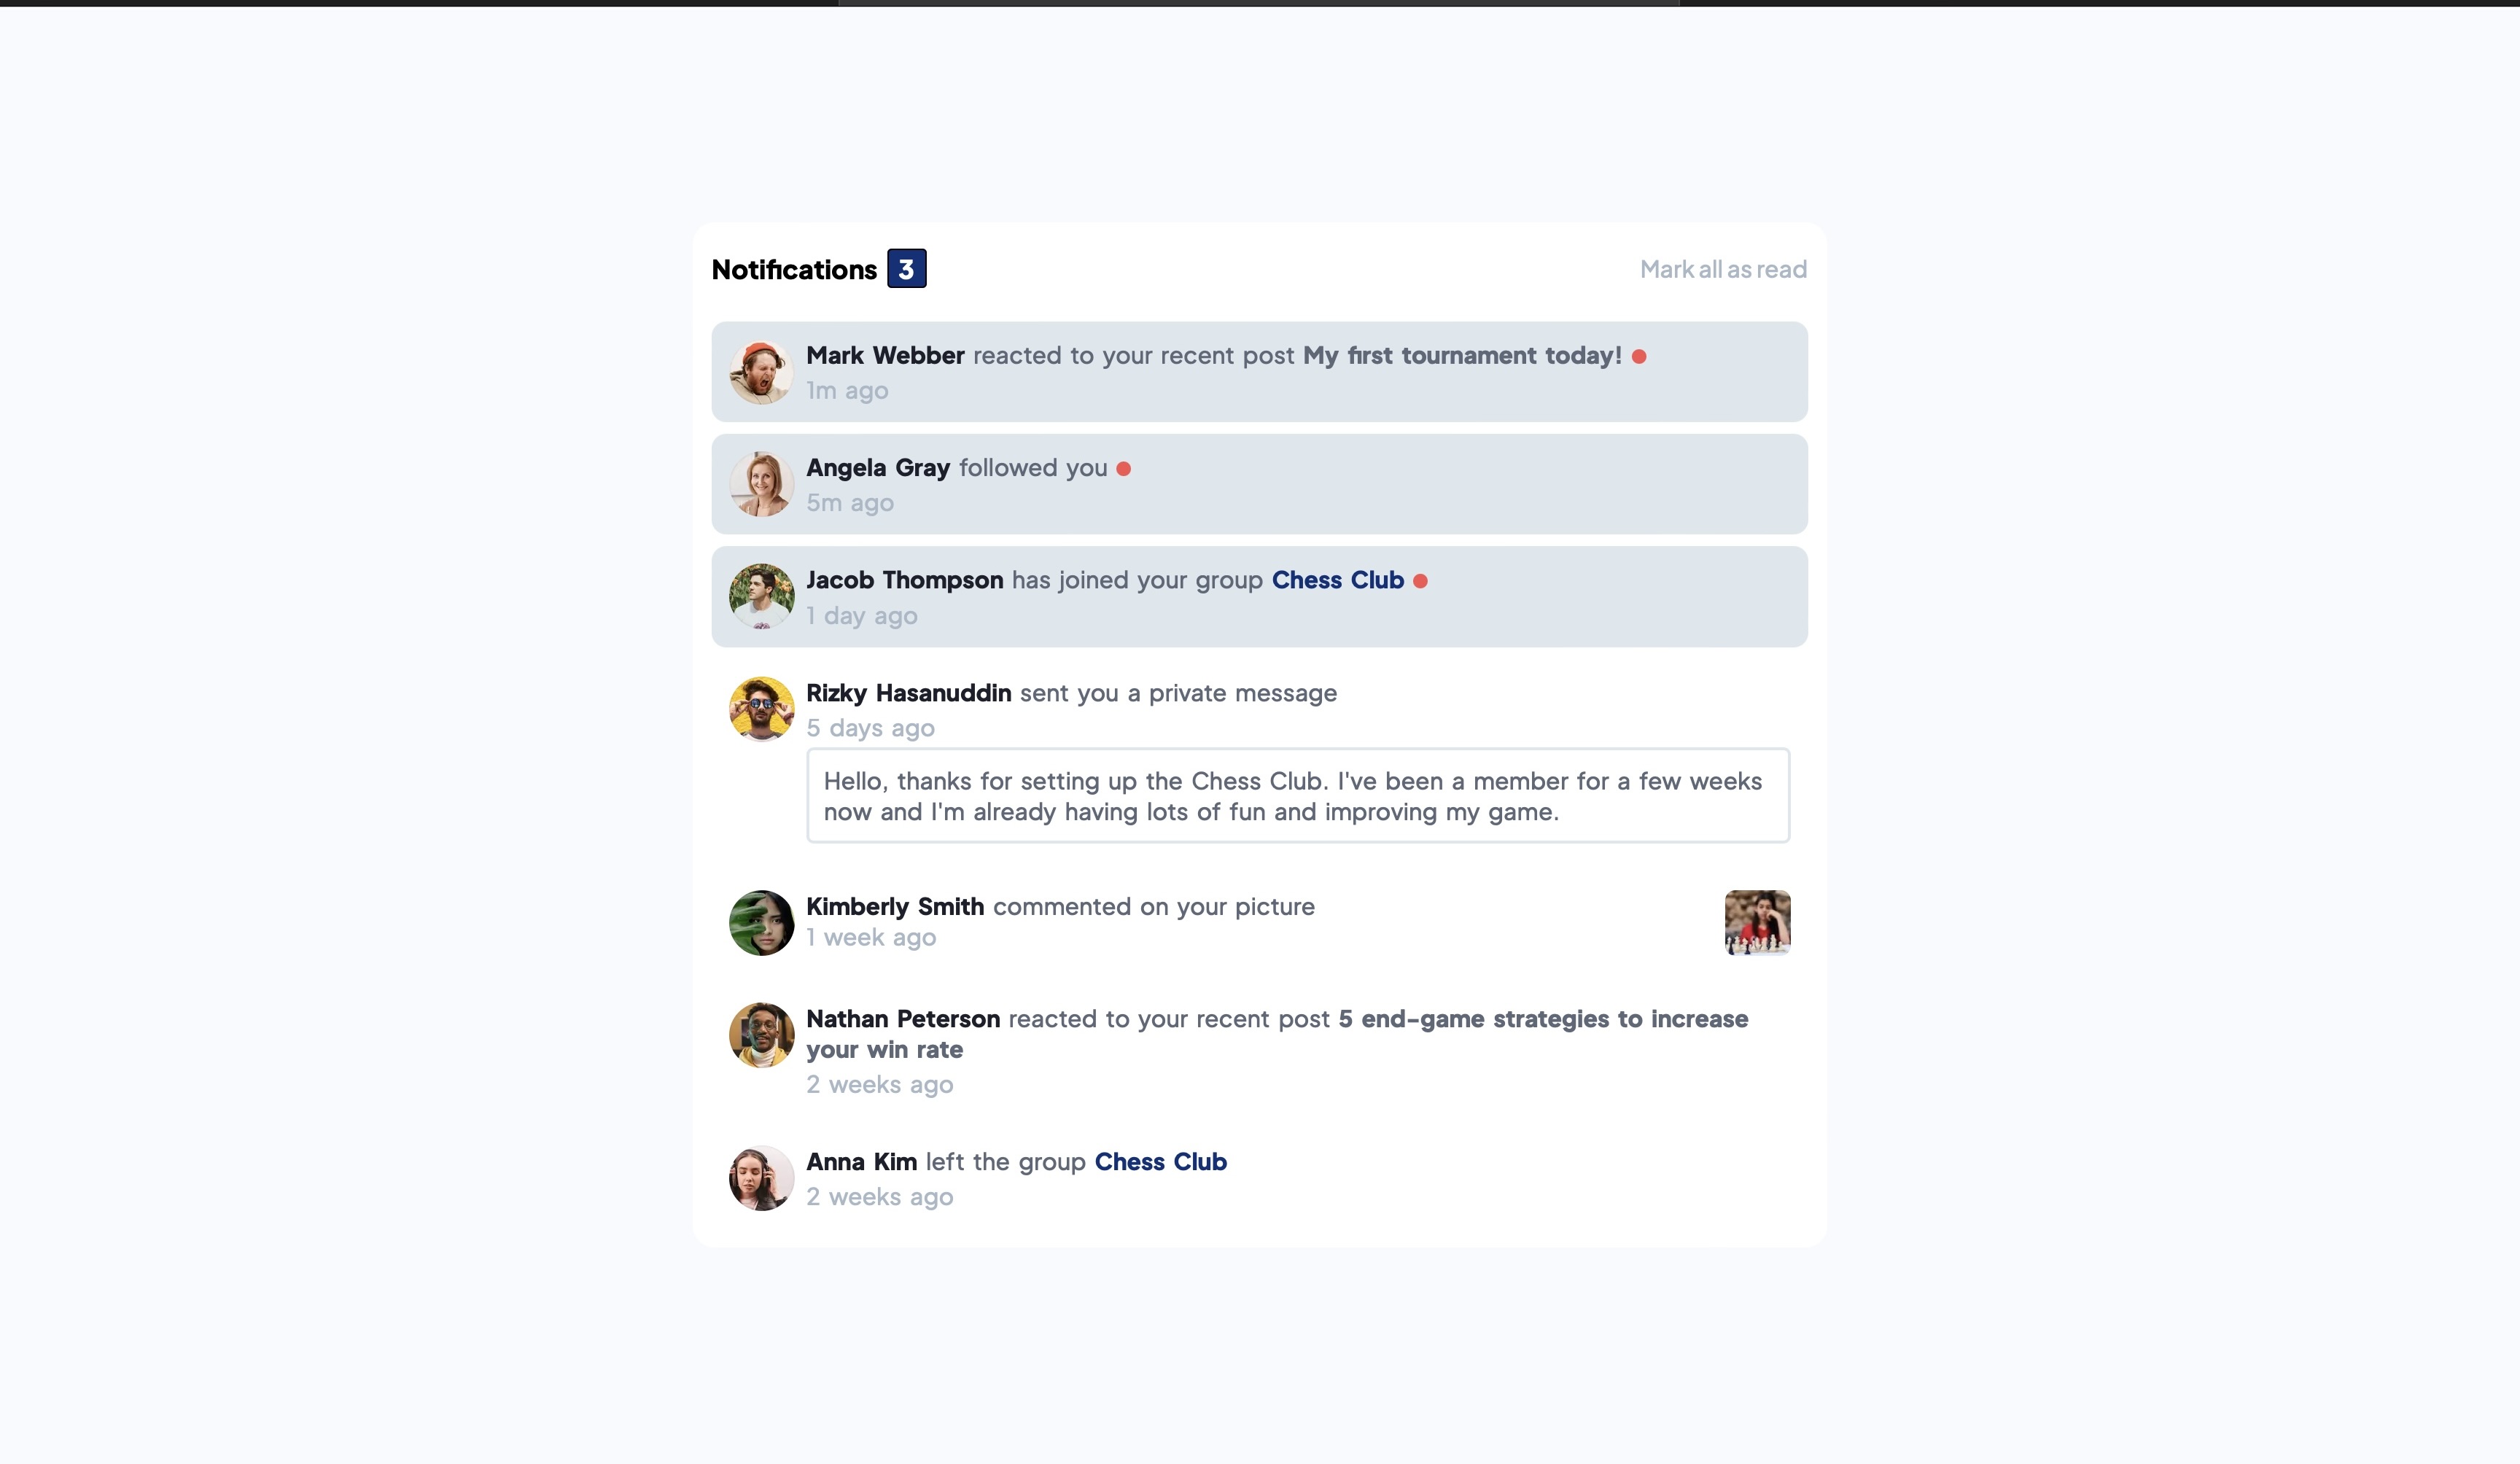 Notifications 3
Mark all as read
Mark Webber reacted to your recent post My first tournament today!
1m ago
Angela Gray followed you
5m ago
Jacob Thompson has joined your group Chess Club
1 day ago
Rizky Hasanuddin sent you a private message
5 days ago
Hello, thanks for setting up the Chess Club. I've been a member for a few weeks
now and I'm already having lots of fun and improving my game.
Kimberly Smith commented on your picture
1 week ago
Nathan Peterson reacted to your recent post 5 end-game strategies to increase
your win rate
2 weeks ago
Anna Kim left the group Chess Club
2 weeks ago